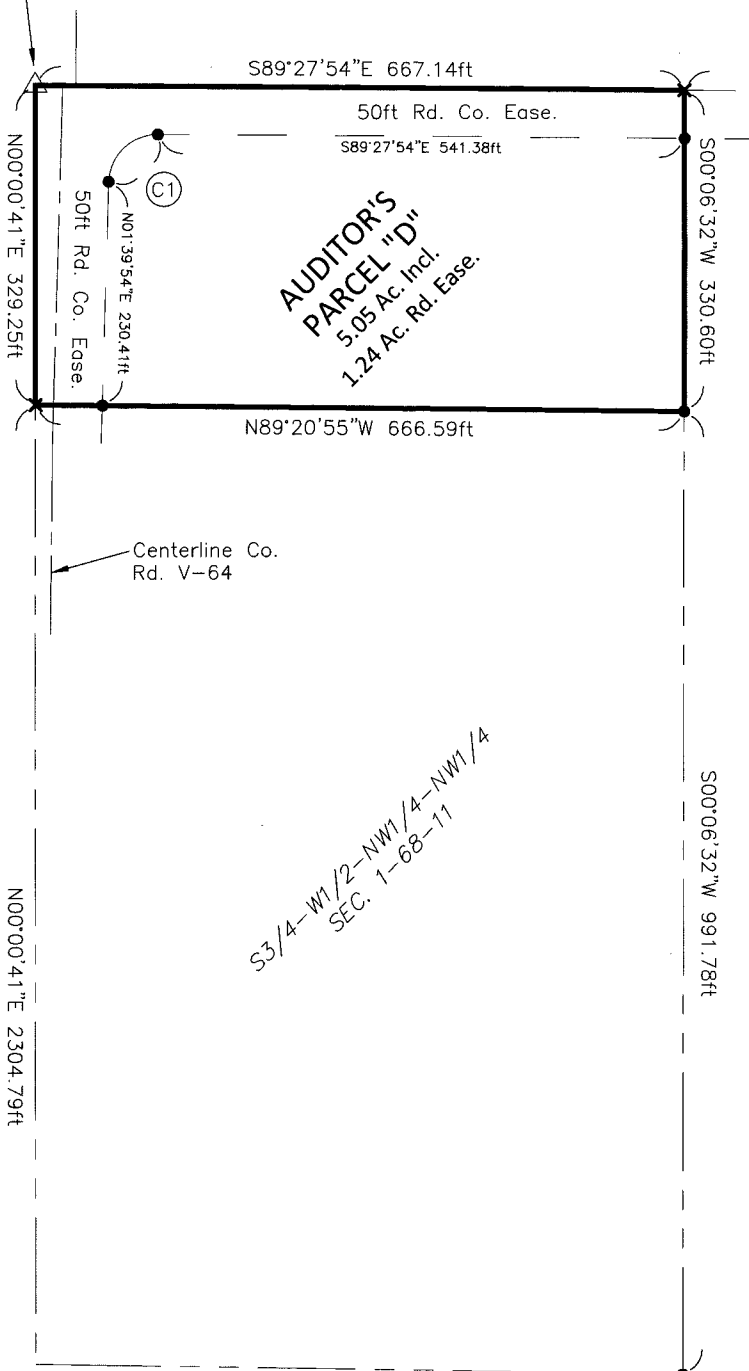 S89°27'54"E 667.14ft
50ft Rd. Co. Ease.
S89°27'54"E 541.38ft
C1
N00°00'41"E 329.25ft
50ft Rd. Co. Ease.
N01°39'54"E 230.41ft
AUDITOR'S
PARCEL "D"
5.05 Ac. Incl.
1.24 Ac. Rd. Ease.
S00°06'32"W 330.60ft
N89°20'55"W 666.59ft
Centerline Co.
Rd. V-64
S3/4-W1/2-NW1/4-NW1/4
SEC. 1-68-11
S00°06'32"W 991.78ft
N00°00'41"E 2304.79ft